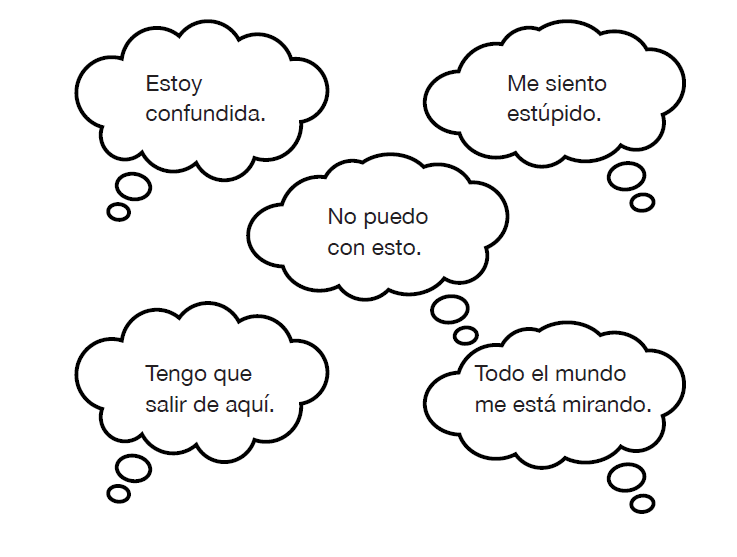 Estoy
confundida.
Me siento
estúpido.
No puedo
con esto.
Tengo que
salir de aquí.
Todo el mundo
me está mirando.